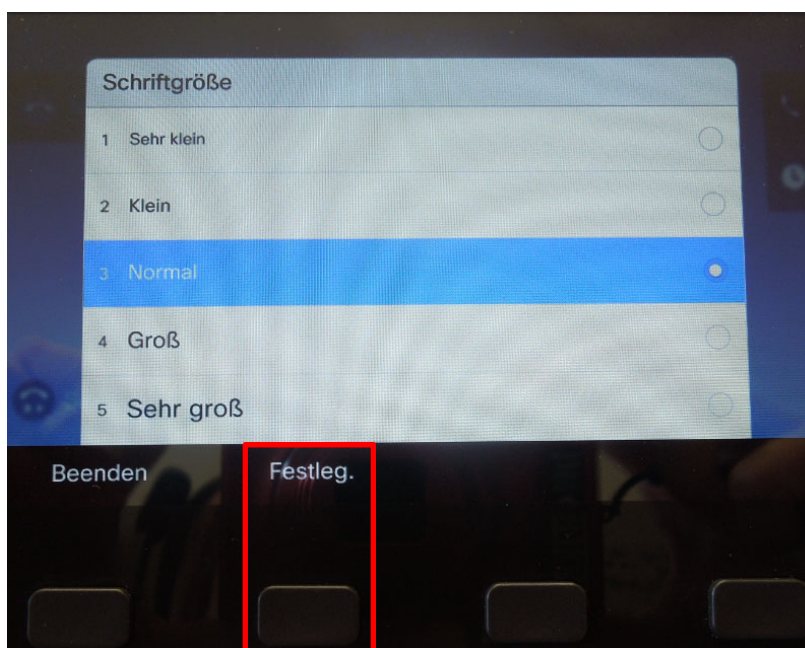 Schriftgröße
1 Sehr klein
2 Klein
3 Normal
4 Groß
5 Sehr groß
Beenden Festleg.